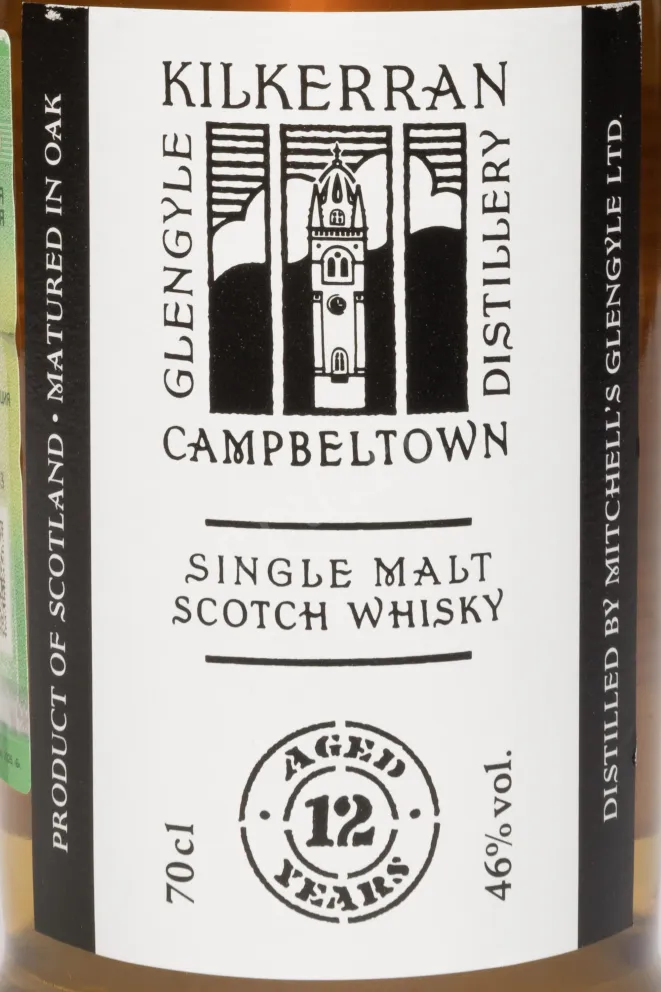 KILKERRAN
GLENGYLE
DISTILLERY
CAMPBELTOWN
SINGLE MALT
SCOTCH WHISKY
AGED
12
YEARS
70cl
46% vol.
PRODUCT OF SCOTLAND • MATURED IN OAK
DISTILLED BY MITCHELL'S GLENGYLE LTD.